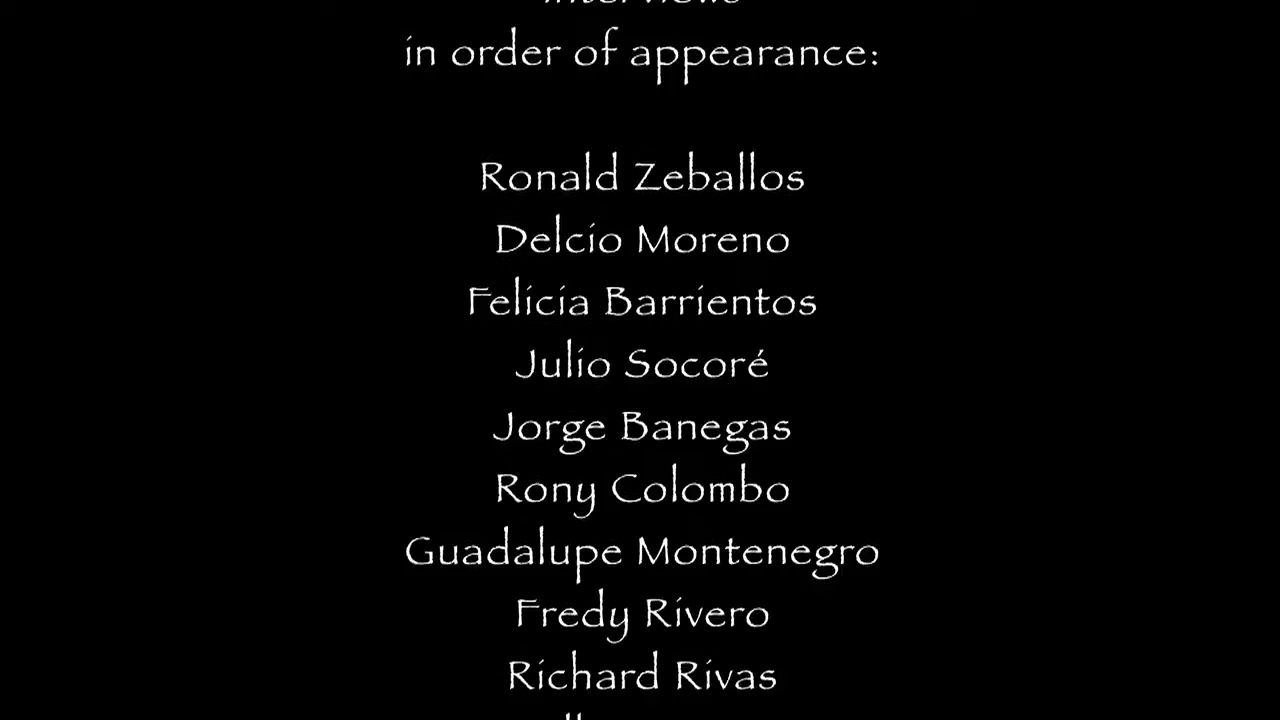 interviews
in order of appearance:
Ronald Zeballos
Delcio Moreno
Felicia Barrientos
Julio Socoré
Jorge Banegas
Rony Colombo
Guadalupe Montenegro
Fredy Rivero
Richard Rivas